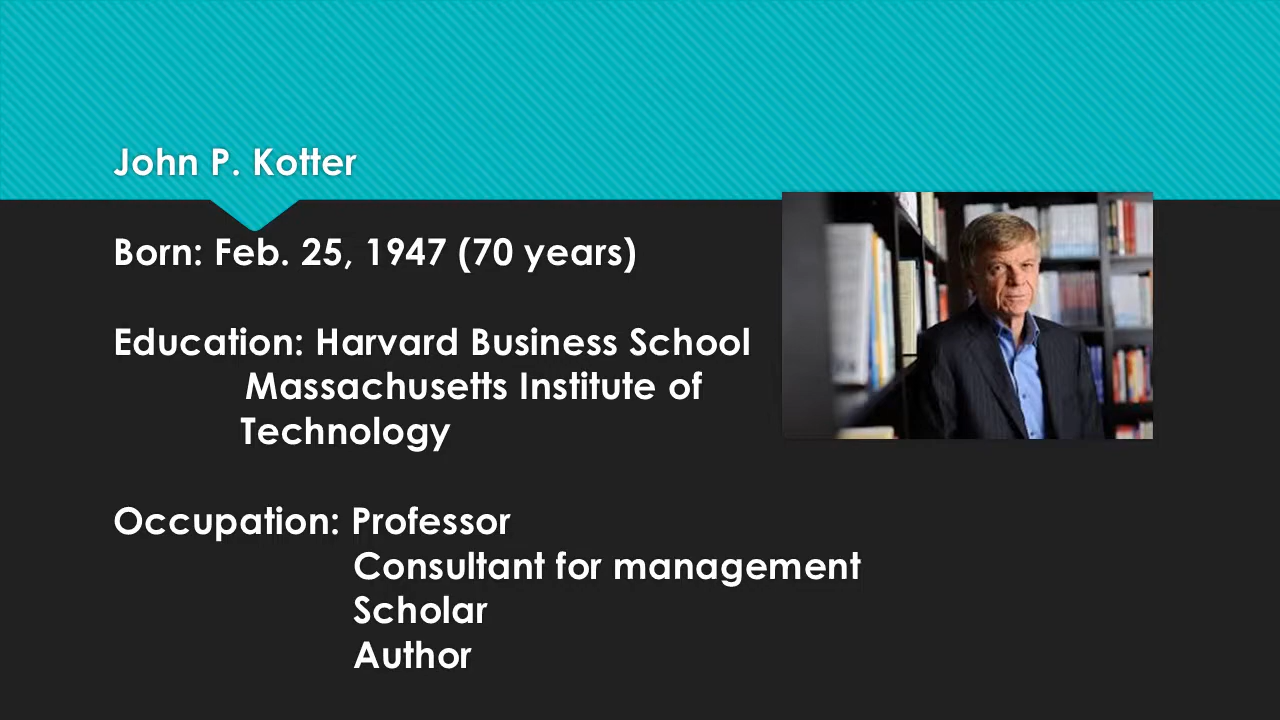 John P. Kotter
Born: Feb. 25, 1947 (70 years)
Education: Harvard Business School
Massachusetts Institute of
Technology
Occupation: Professor
Consultant for management
Scholar
Author